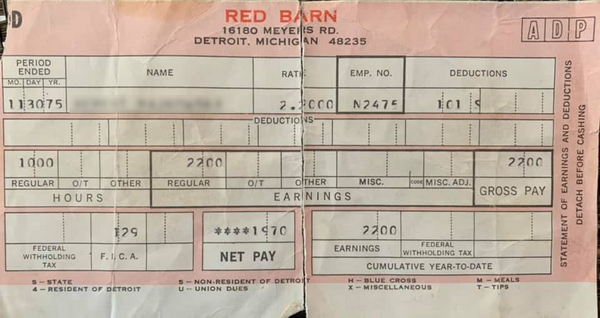 D
RED BARN
16180 MEYERS RD.
DETROIT, MICHIGAN 48235
ADP
PERIOD ENDED
MO. DAY YR.
NAME
RATE
EMP. NO.
DEDUCTIONS
113075
N2475
101 S
DEDUCTIONS
1000
2200
2200
REGULAR O/T OTHER REGULAR O/T OTHER MISC. CODE MISC. ADJ.
GROSS PAY
HOURS
EARNINGS
129
****1970
2200
FEDERAL WITHHOLDING TAX
F.I.C.A.
NET PAY
EARNINGS
FEDERAL WITHHOLDING TAX
CUMULATIVE YEAR-TO-DATE
S – STATE
4 – RESIDENT OF DETROIT
S – NON-RESIDENT OF DETROIT
U – UNION DUES
H – BLUE CROSS
X – MISCELLANEOUS
M – MEALS
T – TIPS
STATEMENT OF EARNINGS AND DEDUCTIONS
DETACH BEFORE CASHING